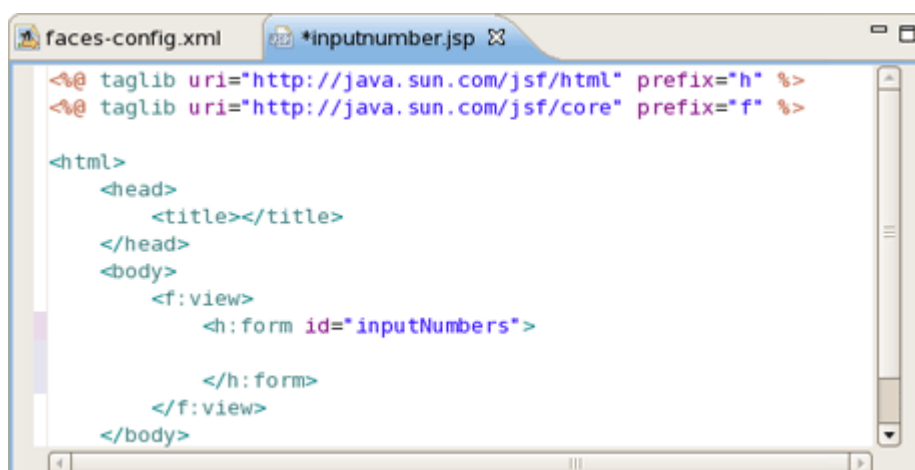 faces-config.xml *inputnumber.jsp
<%@ taglib uri="http://java.sun.com/jsf/html" prefix="h" %>
<%@ taglib uri="http://java.sun.com/jsf/core" prefix="f" %>
<html>
<head>
<title></title>
</head>
<body>
<f:view>
<h:form id="inputNumbers">
</h:form>
</f:view>
</body>